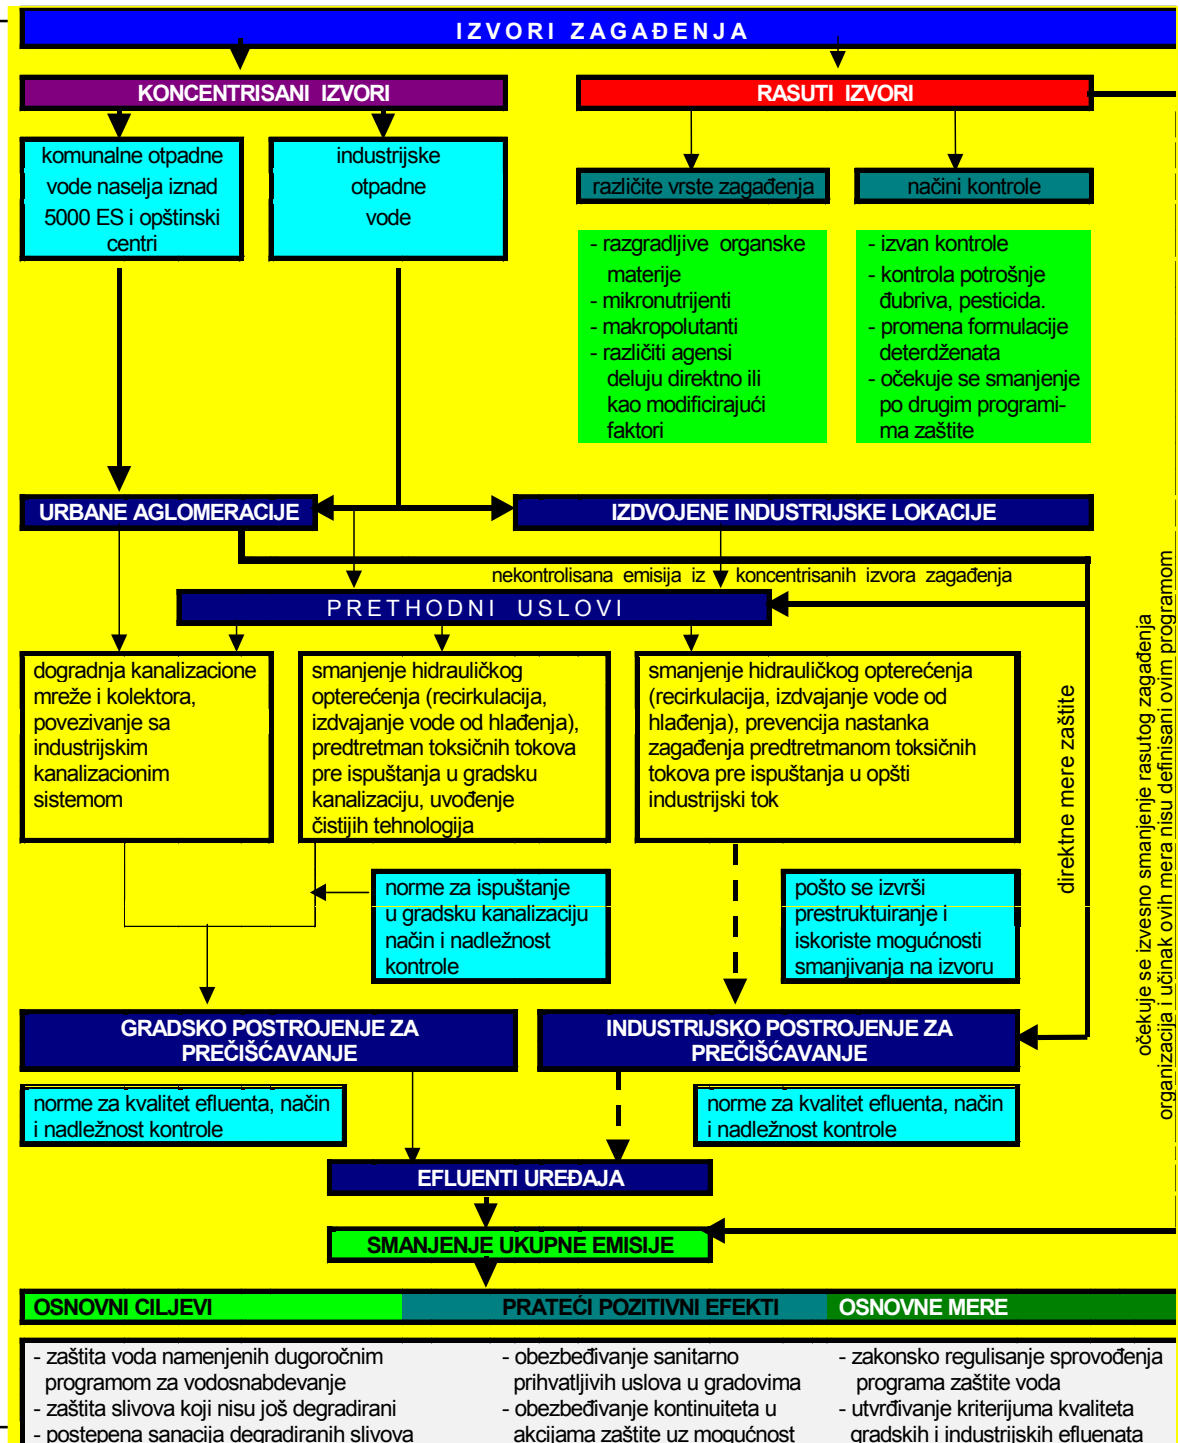 IZVORI ZAGAĐENJA
KONCENTRISANI IZVORI
RASUTI IZVORI
komunalne otpadne
vode naselja iznad
5000 ES i opštinski
centri
industrijske
otpadne
vode
različite vrste zagađenja
načini kontrole
- razgradljive organske
materije
- mikronutrijenti
- makropolutanti
- različiti agensi
deluju direktno ili
kao modificirajući
faktori
- izvan kontrole
- kontrola potrošnje
đubriva, pesticida.
- promena formulacije
deterdženata
- očekuje se smanjenje
po drugim programi-
ma zaštite
URBANE AGLOMERACIJE
IZDVOJENE INDUSTRIJSKE LOKACIJE
nekontrolisana emisija iz koncentrisanih izvora zagađenja
PRETHODNI USLOVI
dogradnja kanalizacione
mreže i kolektora,
povezivanje sa
industrijskim
kanalizacionim
sistemom
smanjenje hidrauličkog
opterećenja (recirkulacija,
izdvajanje vode od hlađenja),
predtretman toksičnih tokova
pre ispuštanja u gradsku
kanalizaciju, uvođenje
čistijih tehnologija
smanjenje hidrauličkog opterećenja
(recirkulacija, izdvajanje vode od
hlađenja), prevencija nastanka
zagađenja predtretmanom toksičnih
tokova pre ispuštanja u opšti
industrijski tok
direktne mere zaštite
očekuje se izvesno smanjenje rasutog zagađenja
organizacija i učinak ovih mera nisu definisani ovim programom
norme za ispuštanje
u gradsku kanalizaciju
način i nadležnost
kontrole
pošto se izvrši
prestruktuiranje i
iskoriste mogućnosti
smanjivanja na izvoru
GRADSKO POSTROJENJE ZA
PREČIŠĆAVANJE
INDUSTRIJSKO POSTROJENJE ZA
PREČIŠĆAVANJE
norme za kvalitet efluenta, način
i nadležnost kontrole
norme za kvalitet efluenta, način
i nadležnost kontrole
EFLUENTI UREĐAJA
SMANJENJE UKUPNE EMISIJE
OSNOVNI CILJEVI
PRATEĆI POZITIVNI EFEKTI
OSNOVNE MERE
- zaštita voda namenjenih dugoročnim
programom za vodosnabdevanje
- zaštita slivova koji nisu još degradirani
- postepena sanacija degradiranih slivova
- obezbeđivanje sanitarno
prihvatljivih uslova u gradovima
- obezbeđivanje kontinuiteta u
akcijama zaštite uz mogućnost
- zakonsko regulisanje sprovođenja
programa zaštite voda
- utvrđivanje kriterijuma kvaliteta
gradskih i industrijskih efluenata